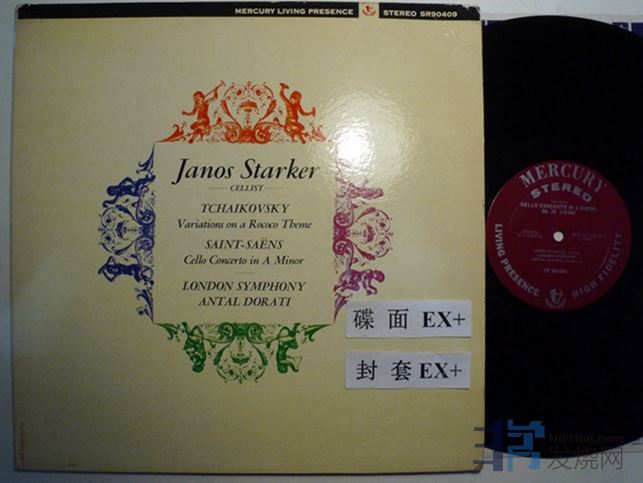 MERCURY LIVING PRESENCE STEREO SR90409
Janos Starker
CELLIST
TCHAIKOVSKY
Variations on a Rococo Theme
SAINT-SAËNS
Cello Concerto in A Minor
LONDON SYMPHONY
ANTAL DORATI
碟 面 EX+
封 套 EX+
MERCURY
STEREO
LIVING PRESENCE
HIGH FIDELITY
HIFI168.com
发烧网